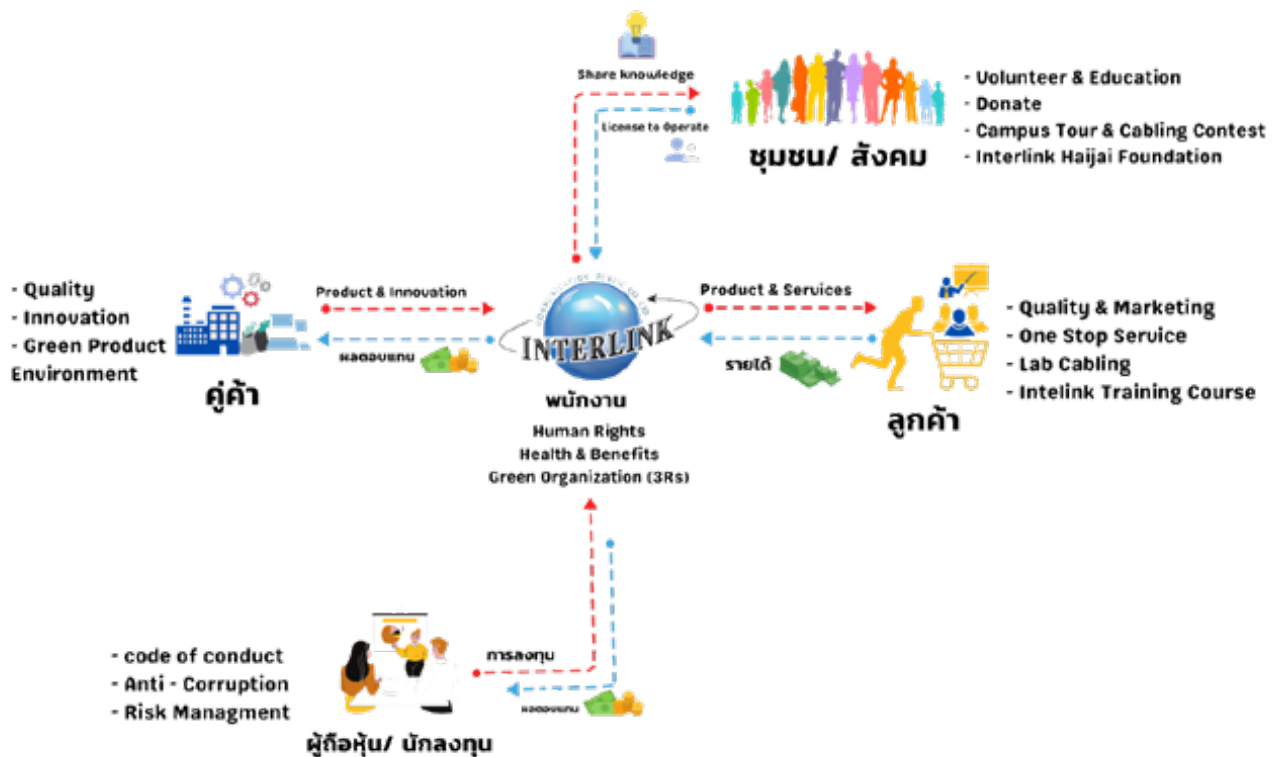 Share knowledge
License to Operate
ชุมชน/ สังคม
- Volunteer & Education
- Donate
- Campus Tour & Cabling Contest
- Interlink Haijai Foundation
- Quality
- Innovation
- Green Product
Environment
คู่ค้า
Product & Innovation
ผลตอบแทน
INTERLINK
พนักงาน
Human Rights
Health & Benefits
Green Organization (3Rs)
Product & Services
รายได้
ลูกค้า
- Quality & Marketing
- One Stop Service
- Lab Cabling
- Intelink Training Course
- code of conduct
- Anti - Corruption
- Risk Managment
ผู้ถือหุ้น/ นักลงทุน
การลงทุน
ผลตอบแทน